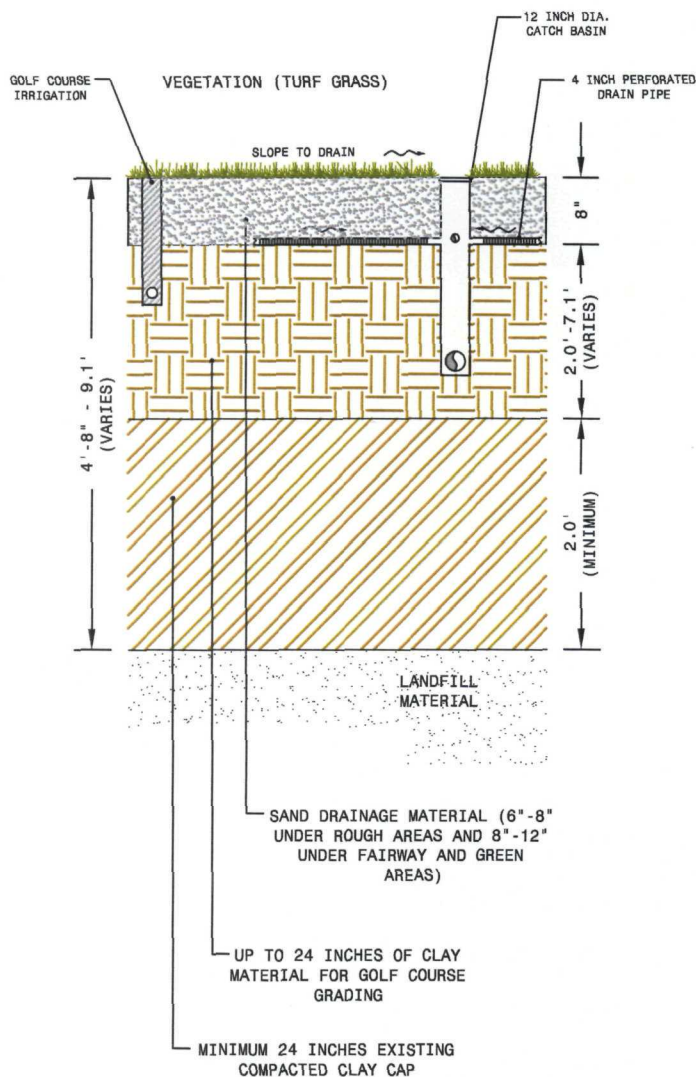 12 INCH DIA.
CATCH BASIN
GOLF COURSE
IRRIGATION
VEGETATION (TURF GRASS)
4 INCH PERFORATED
DRAIN PIPE
SLOPE TO DRAIN
8"
2.0'-7.1'
(VARIES)
4'-8" - 9.1'
(VARIES)
2.0'
(MINIMUM)
LANDFILL
MATERIAL
SAND DRAINAGE MATERIAL (6"-8"
UNDER ROUGH AREAS AND 8"-12"
UNDER FAIRWAY AND GREEN
AREAS)
UP TO 24 INCHES OF CLAY
MATERIAL FOR GOLF COURSE
GRADING
MINIMUM 24 INCHES EXISTING
COMPACTED CLAY CAP